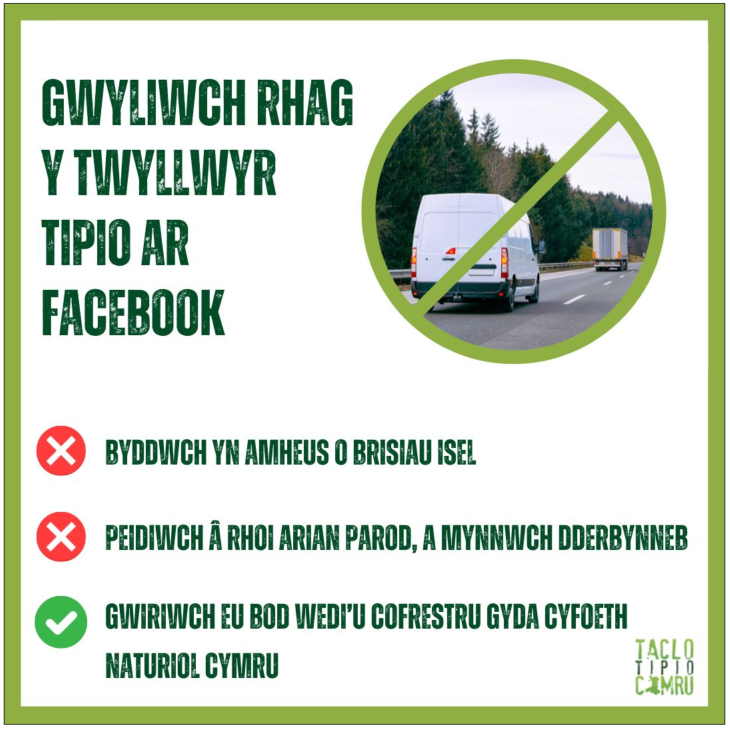 GWYLIWCH RHAG
Y TWYLLWYR
TIPIO AR
FACEBOOK
BYDDWCH YN AMHEUS O BRISIAU ISEL
PEIDIWCH Â RHOI ARIAN PAROD, A MYNNWCH DDERBYNNEB
GWIRIWCH EU BOD WEDI'U COFRESTRU GYDA CYFOETH
NATURIOL CYMRU
TACLO
TIPIO
CYMRU